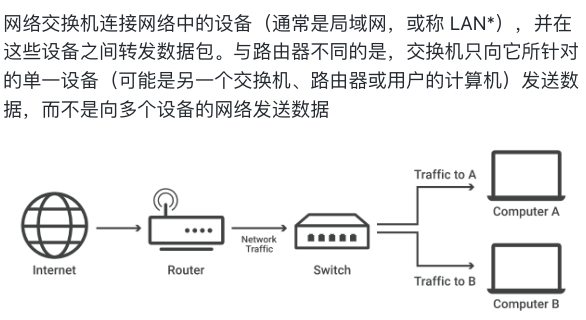 网络交换机连接网络中的设备（通常是局域网，或称 LAN*），并在
这些设备之间转发数据包。与路由器不同的是，交换机只向它所针对
的单一设备（可能是另一个交换机、路由器或用户的计算机）发送数
据，而不是向多个设备的网络发送数据
Traffic to A
Computer A
Network
Traffic
Internet
Router
Switch
Traffic to B
Computer B